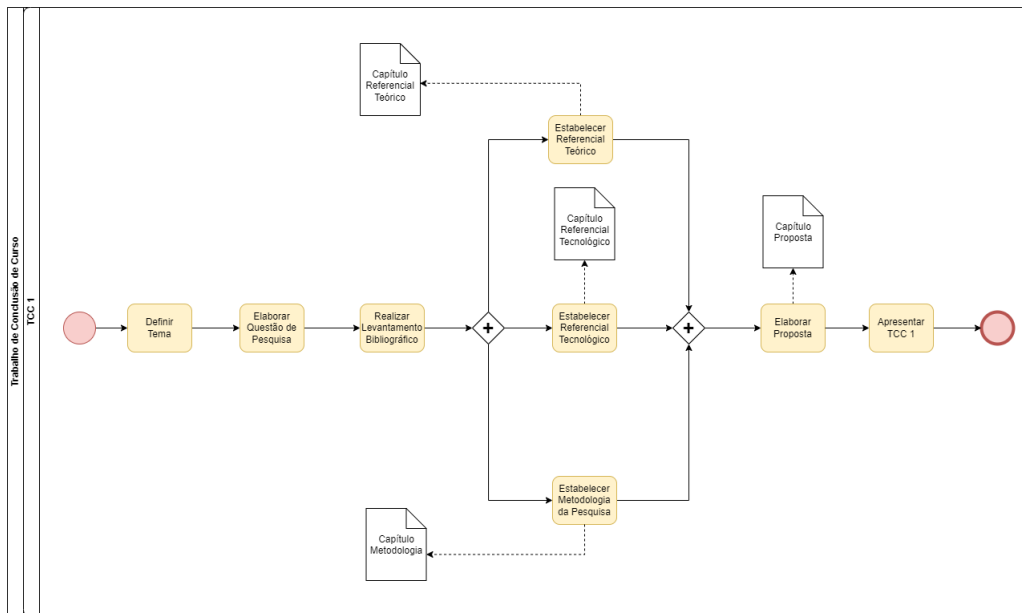 Trabalho de Conclusão de Curso
TCC 1
Capítulo
Referencial
Teórico
Estabelecer
Referencial
Teórico
Capítulo
Referencial
Tecnológico
Capítulo
Proposta
Definir
Tema
Elaborar
Questão de
Pesquisa
Realizar
Levantamento
Bibliográfico
Estabelecer
Referencial
Tecnológico
Elaborar
Proposta
Apresentar
TCC 1
Estabelecer
Metodologia
da Pesquisa
Capítulo
Metodologia